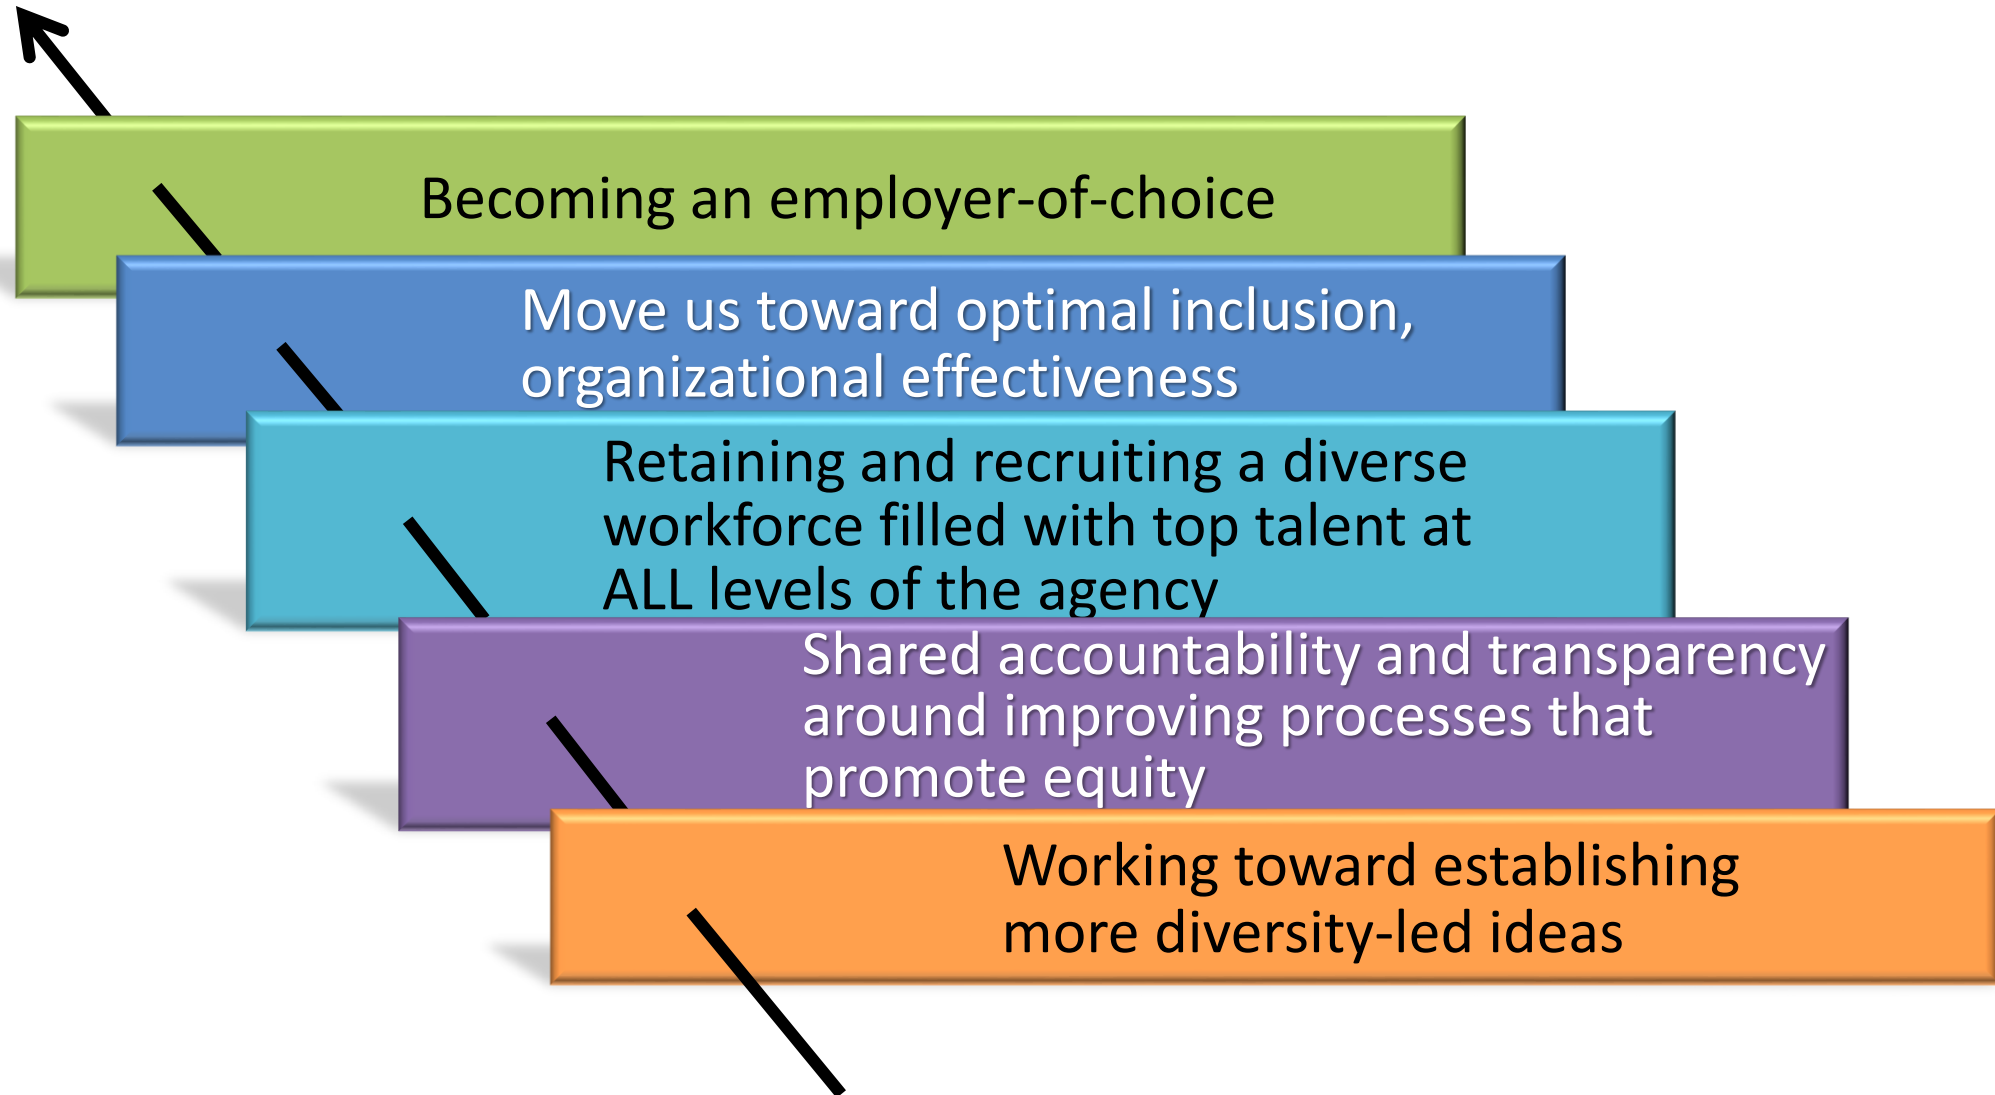 Becoming an employer-of-choice
Move us toward optimal inclusion,
organizational effectiveness
Retaining and recruiting a diverse
workforce filled with top talent at
ALL levels of the agency
Shared accountability and transparency
around improving processes that
promote equity
Working toward establishing
more diversity-led ideas